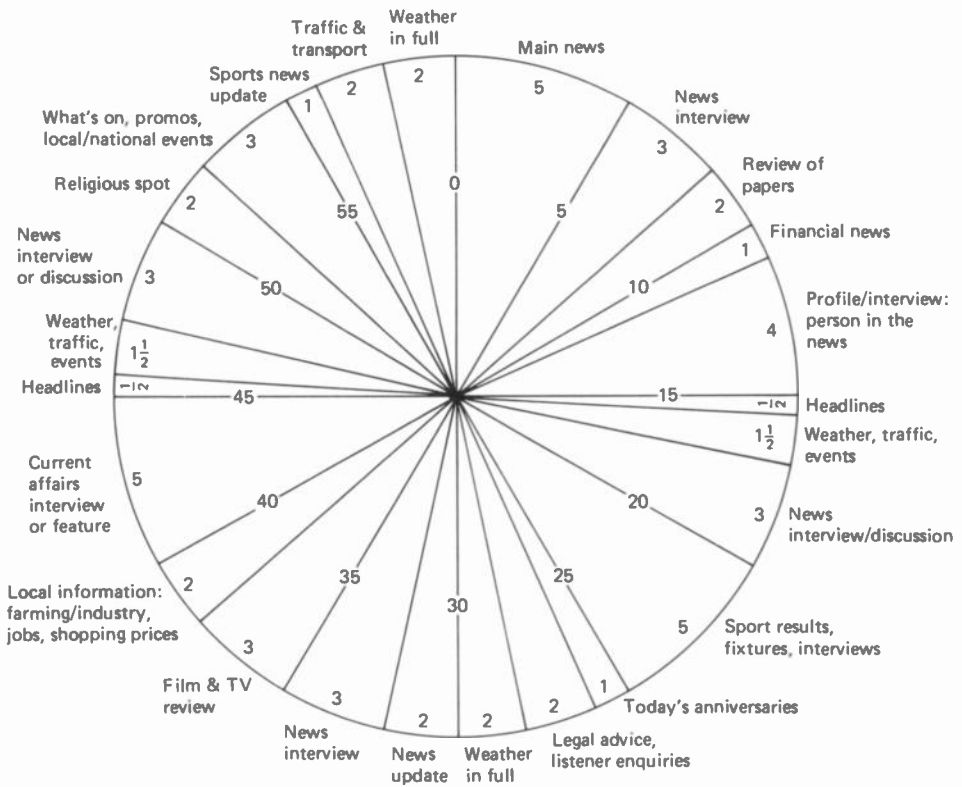 Main news
5
News
interview
3
Review of
papers
2
Financial news
1
Profile/interview:
person in the
news
4
Headlines
1/2
Weather, traffic,
events
1 1/2
News
interview/discussion
3
Sport results,
fixtures, interviews
5
Today's anniversaries
1
Legal advice,
listener enquiries
2
Weather
in full
2
News
update
2
News
interview
3
Film & TV
review
3
Local information:
farming/industry,
jobs, shopping prices
2
Current
affairs
interview
or feature
5
Headlines
1/2
Weather,
traffic,
events
1 1/2
News
interview
or discussion
3
Religious spot
2
What's on, promos,
local/national events
3
Sports news
update
1
Traffic &
transport
2
Weather
in full
2
0
5
10
15
20
25
30
35
40
45
50
55